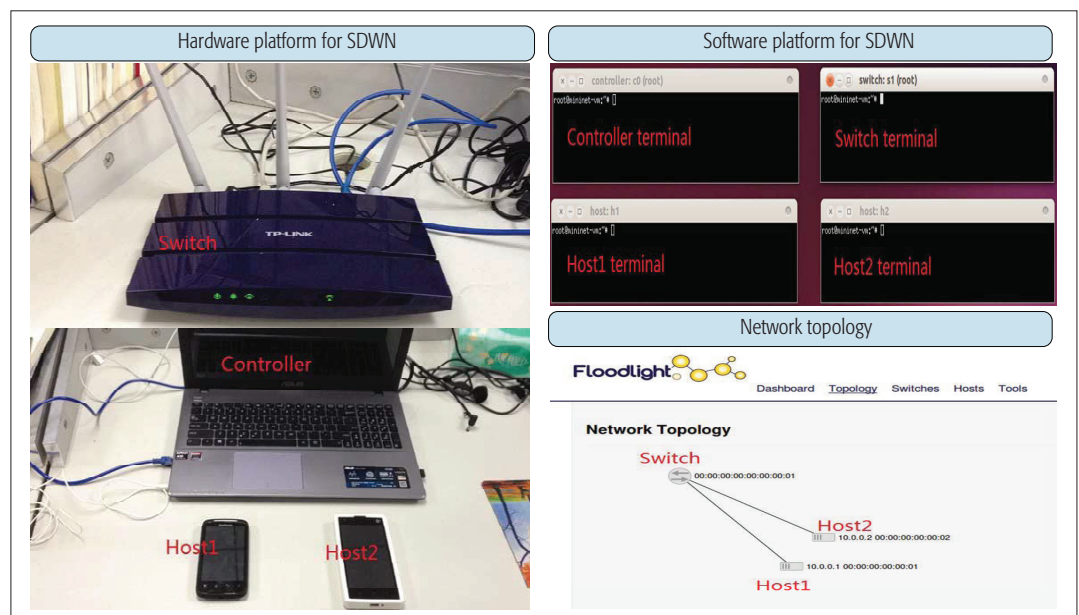 Hardware platform for SDWN
TP-LINK
Switch
Controller
ASUS
Host1
Host2
Software platform for SDWN
controller: c0 (root)
root@mininet-vm:~#
Controller terminal
switch: s1 (root)
root@mininet-vm:~#
Switch terminal
host: h1
root@mininet-vm:~#
Host1 terminal
host: h2
root@mininet-vm:~#
Host2 terminal
Network topology
Floodlight
Dashboard Topology Switches Hosts Tools
Network Topology
Switch
00:00:00:00:00:00:00:01
Host2
10.0.0.2 00:00:00:00:00:02
10.0.0.1 00:00:00:00:00:01
Host1